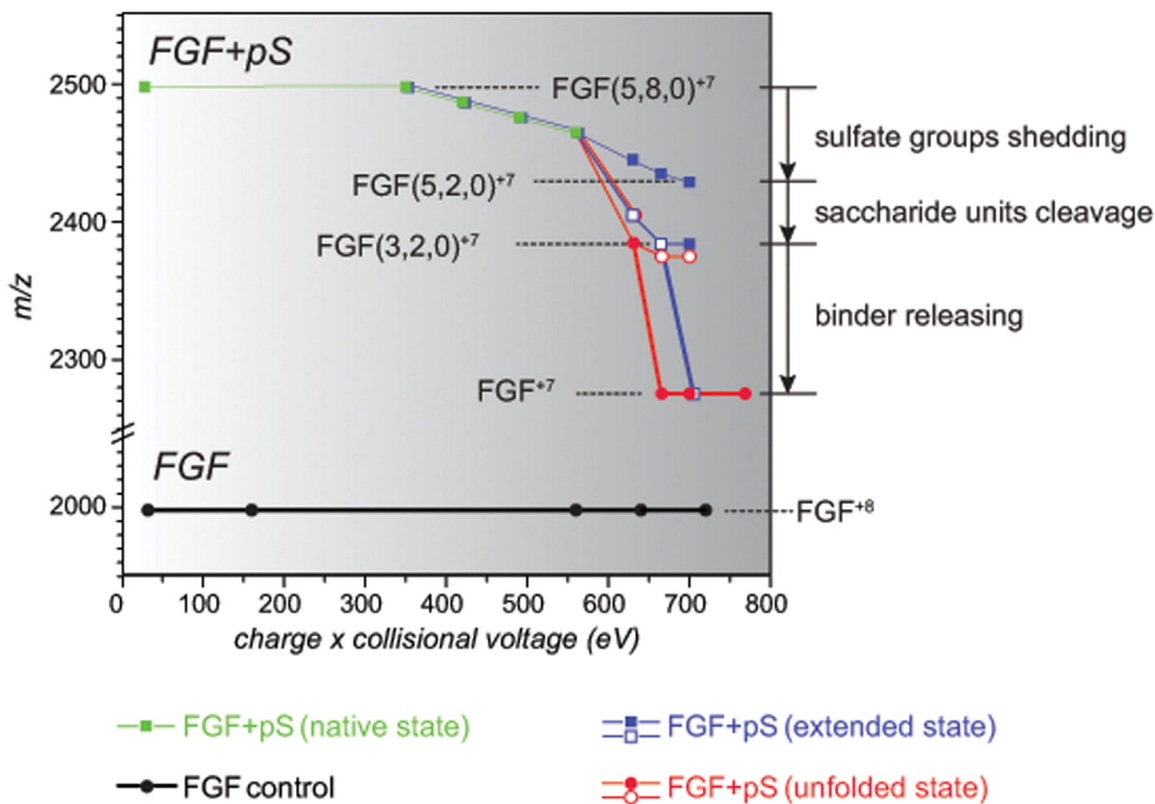 FGF+pS
2500
FGF(5,8,0)+7
sulfate groups shedding
FGF(5,2,0)+7
2400
saccharide units cleavage
FGF(3,2,0)+7
m/z
binder releasing
2300
FGF+7
FGF
2000
FGF+8
0 100 200 300 400 500 600 700 800
charge x collisional voltage (eV)
FGF+pS (native state)
FGF+pS (extended state)
FGF control
FGF+pS (unfolded state)